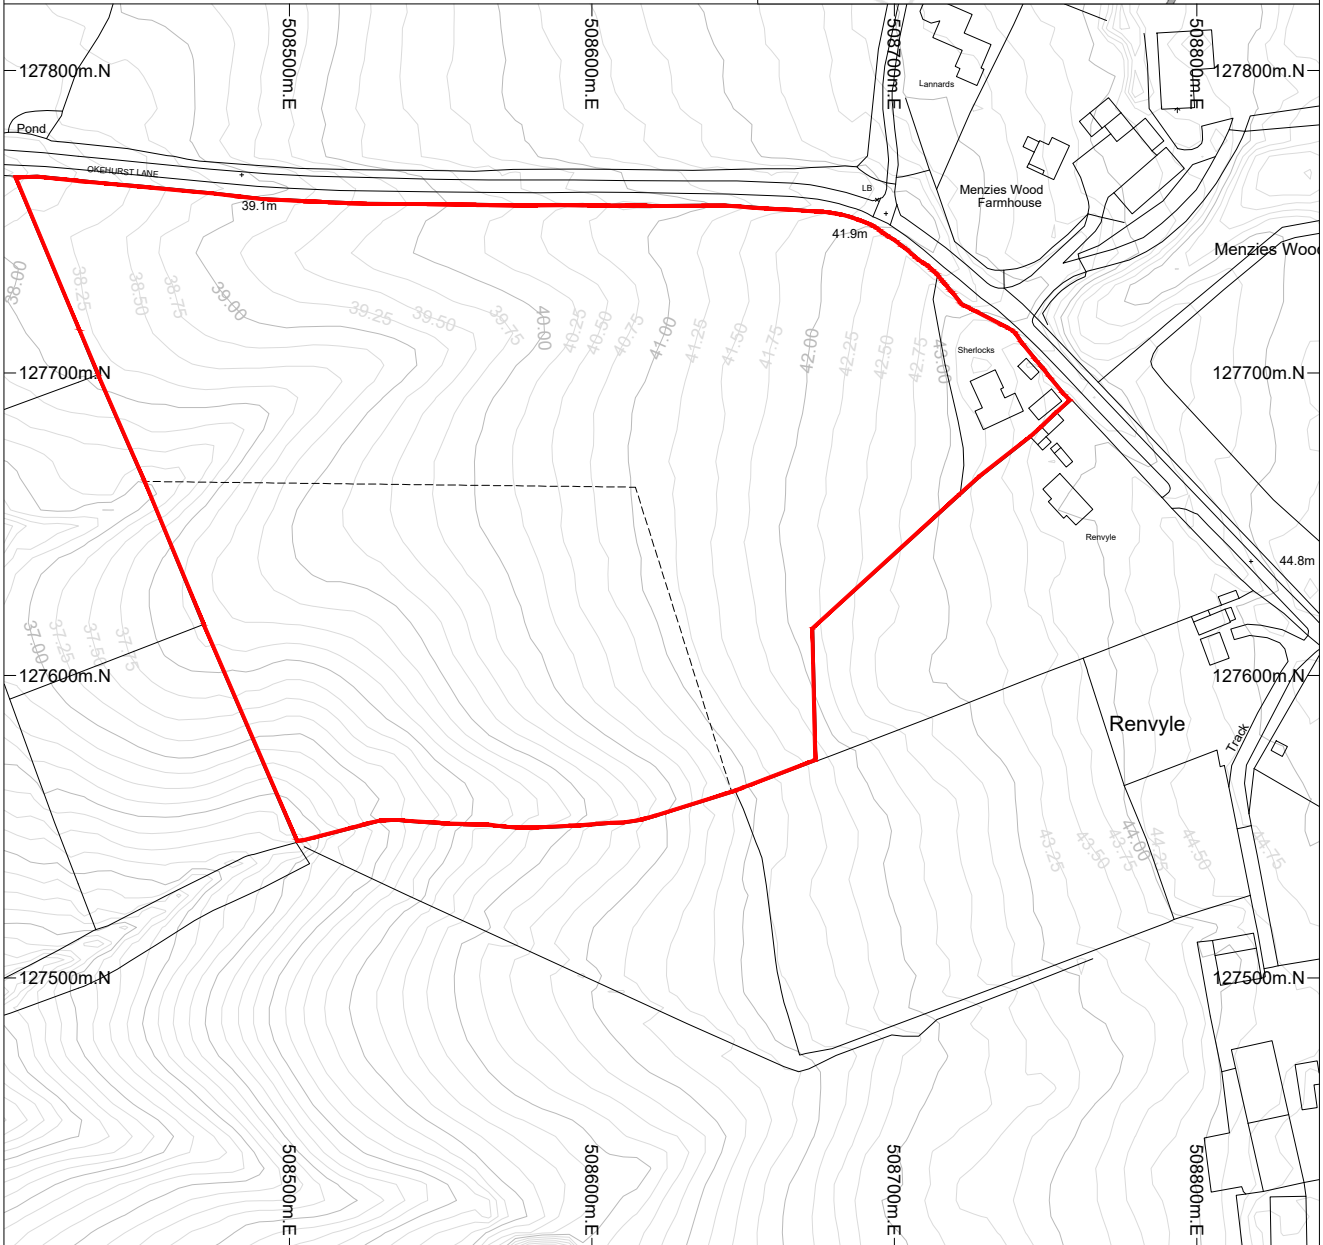 508500m.E
508600m.E
508700m.E
508800m.E
127800m.N
127800m.N
Lannards
Pond
OKEHURST LANE
39.1m
LB
41.9m
Menzies Wood
Farmhouse
Menzies Wood
38.00
38.25
38.50
38.75
39.00
39.25
39.50
39.75
40.00
40.25
40.50
40.75
41.00
41.25
41.50
41.75
42.00
42.25
42.50
42.75
43.00
Sherlocks
127700m.N
127700m.N
Renvyle
44.8m
37.00
37.25
37.50
37.75
127600m.N
127600m.N
Renvyle
Track
43.25
43.50
43.75
44.00
44.25
44.50
44.75
127500m.N
127500m.N
508500m.E
508600m.E
508700m.E
508800m.E